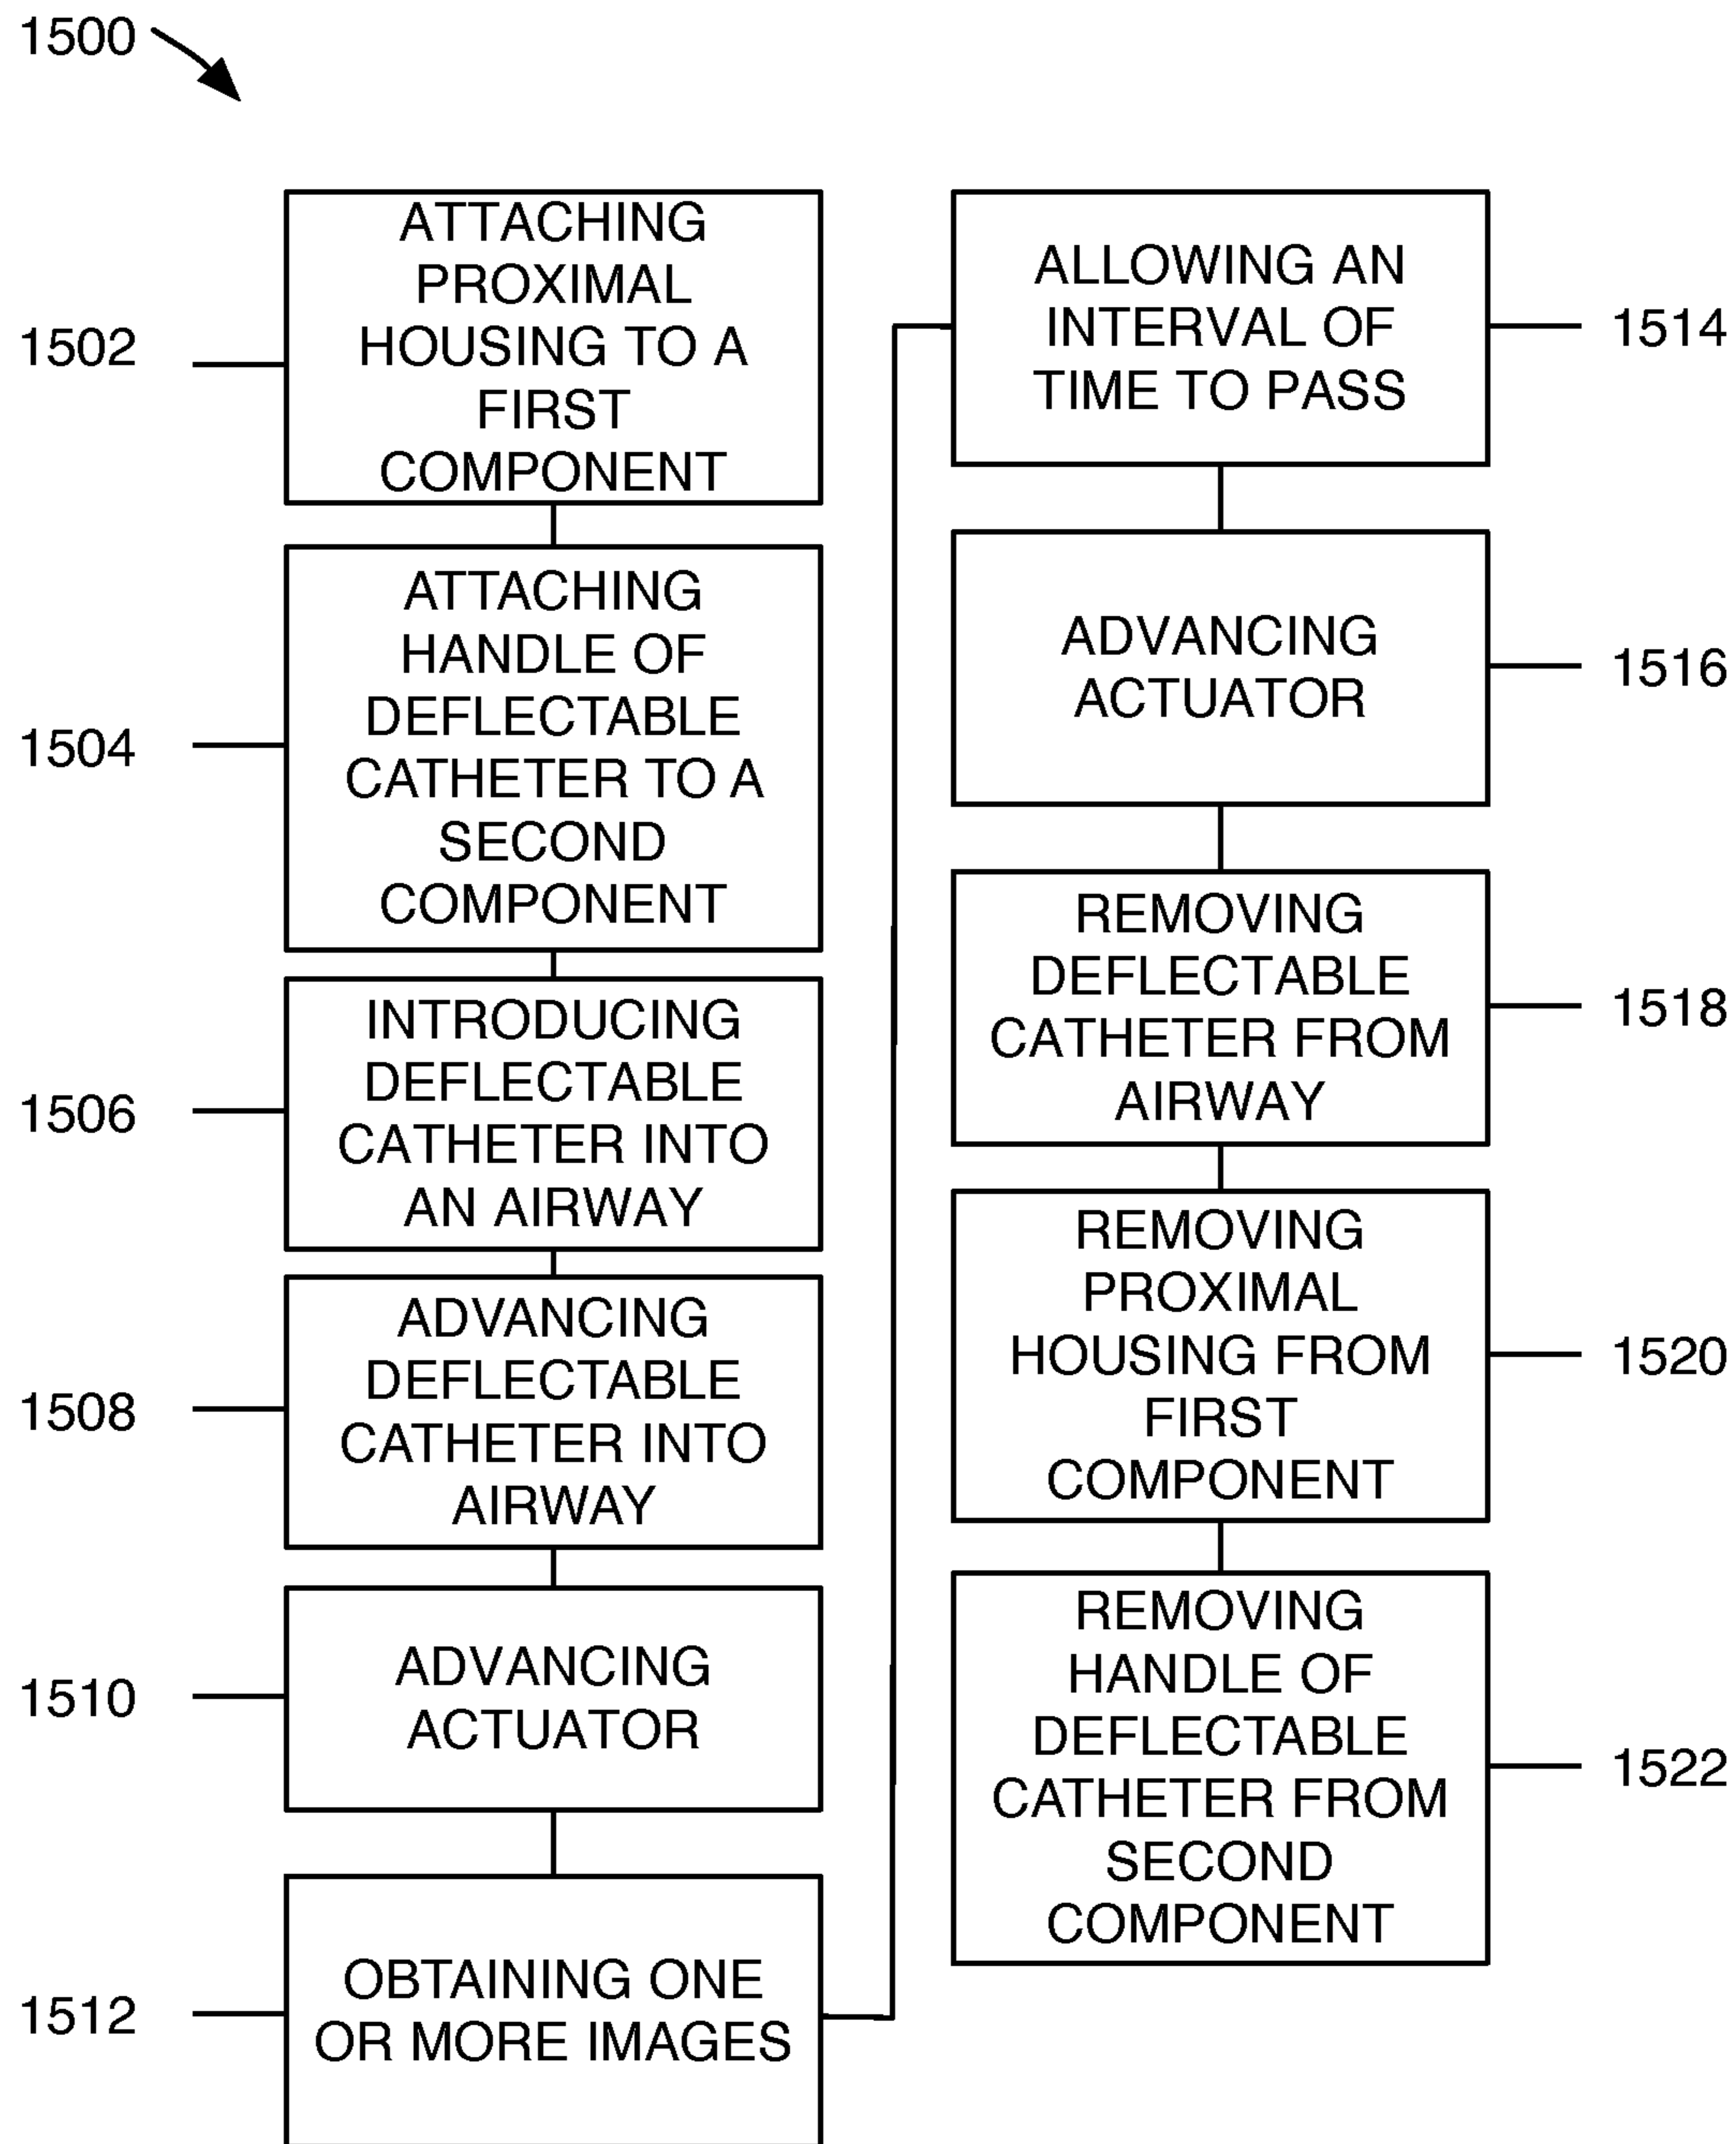 1500
1502
ATTACHING
PROXIMAL
HOUSING TO A
FIRST
COMPONENT
1504
ATTACHING
HANDLE OF
DEFLECTABLE
CATHETER TO A
SECOND
COMPONENT
1506
INTRODUCING
DEFLECTABLE
CATHETER INTO
AN AIRWAY
1508
ADVANCING
DEFLECTABLE
CATHETER INTO
AIRWAY
1510
ADVANCING
ACTUATOR
1512
OBTAINING ONE
OR MORE IMAGES
ALLOWING AN
INTERVAL OF
TIME TO PASS
1514
ADVANCING
ACTUATOR
1516
REMOVING
DEFLECTABLE
CATHETER FROM
AIRWAY
1518
REMOVING
PROXIMAL
HOUSING FROM
FIRST
COMPONENT
1520
REMOVING
HANDLE OF
DEFLECTABLE
CATHETER FROM
SECOND
COMPONENT
1522